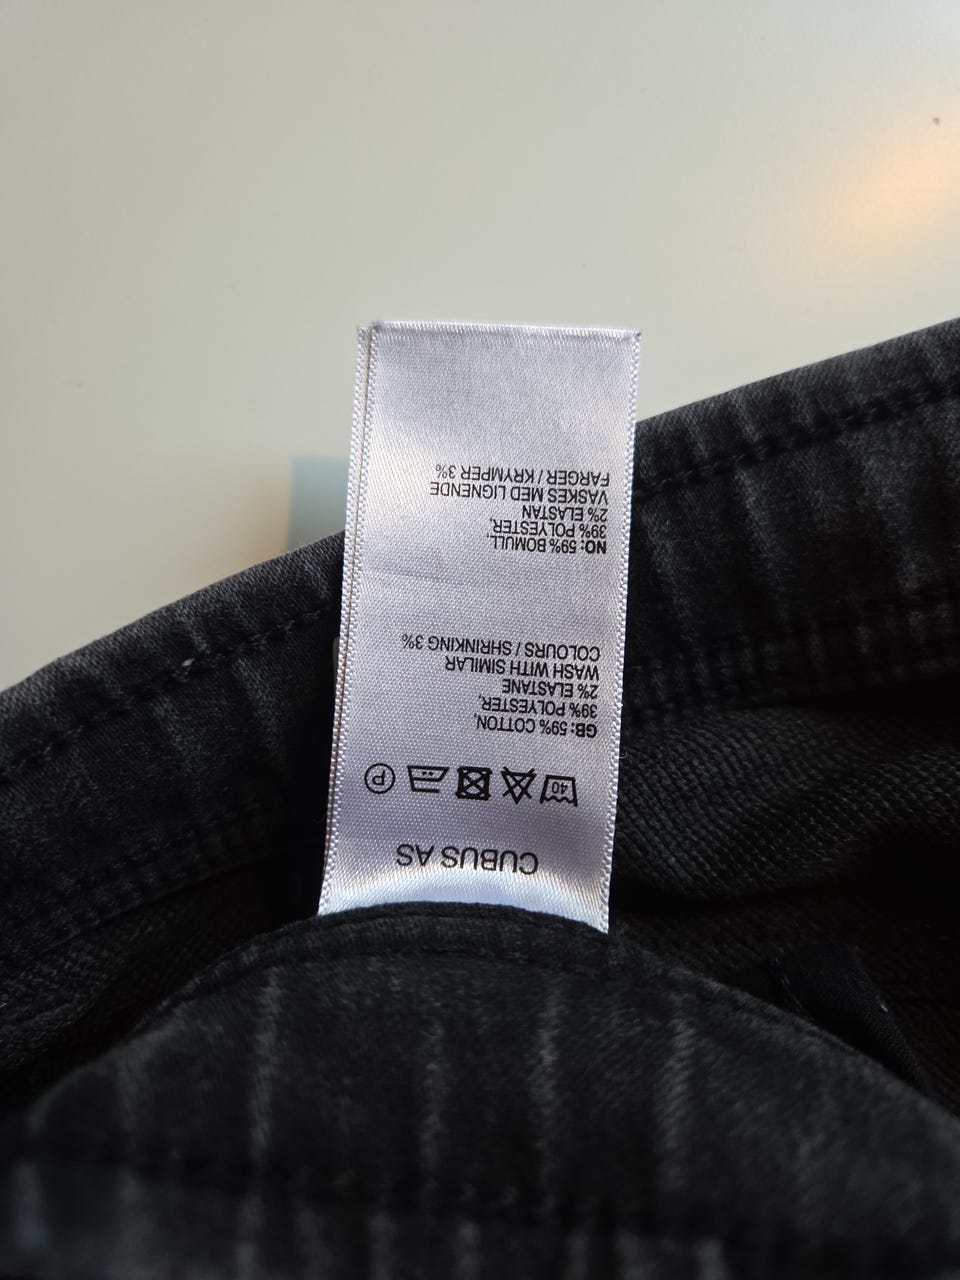 CUBUS AS
40 P
GB: 59% COTTON,
39% POLYESTER,
2% ELASTANE
WASH WITH SIMILAR
COLOURS / SHRINKING 3%
NO: 59% BOMULL,
39% POLYESTER,
2% ELASTAN
VASKES MED LIGNENDE
FARGER / KRYMPER 3%